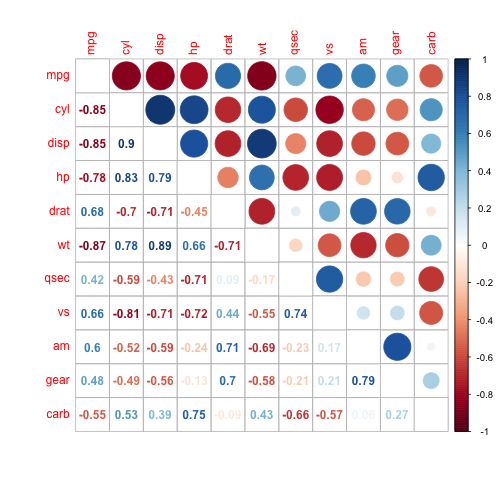 mpg cyl disp hp drat wt qsec vs am gear carb
mpg
cyl -0.85
disp -0.85 0.9
hp -0.78 0.83 0.79
drat 0.68 -0.7 -0.71 -0.45
wt -0.87 0.78 0.89 0.66 -0.71
qsec 0.42 -0.59 -0.43 -0.71 0.09 -0.17
vs 0.66 -0.81 -0.71 -0.72 0.44 -0.55 0.74
am 0.6 -0.52 -0.59 -0.24 0.71 -0.69 -0.23 0.17
gear 0.48 -0.49 -0.56 -0.13 0.7 -0.58 -0.21 0.21 0.79
carb -0.55 0.53 0.39 0.75 -0.09 0.43 -0.66 -0.57 0.06 0.27
1
0.8
0.6
0.4
0.2
0
-0.2
-0.4
-0.6
-0.8
-1